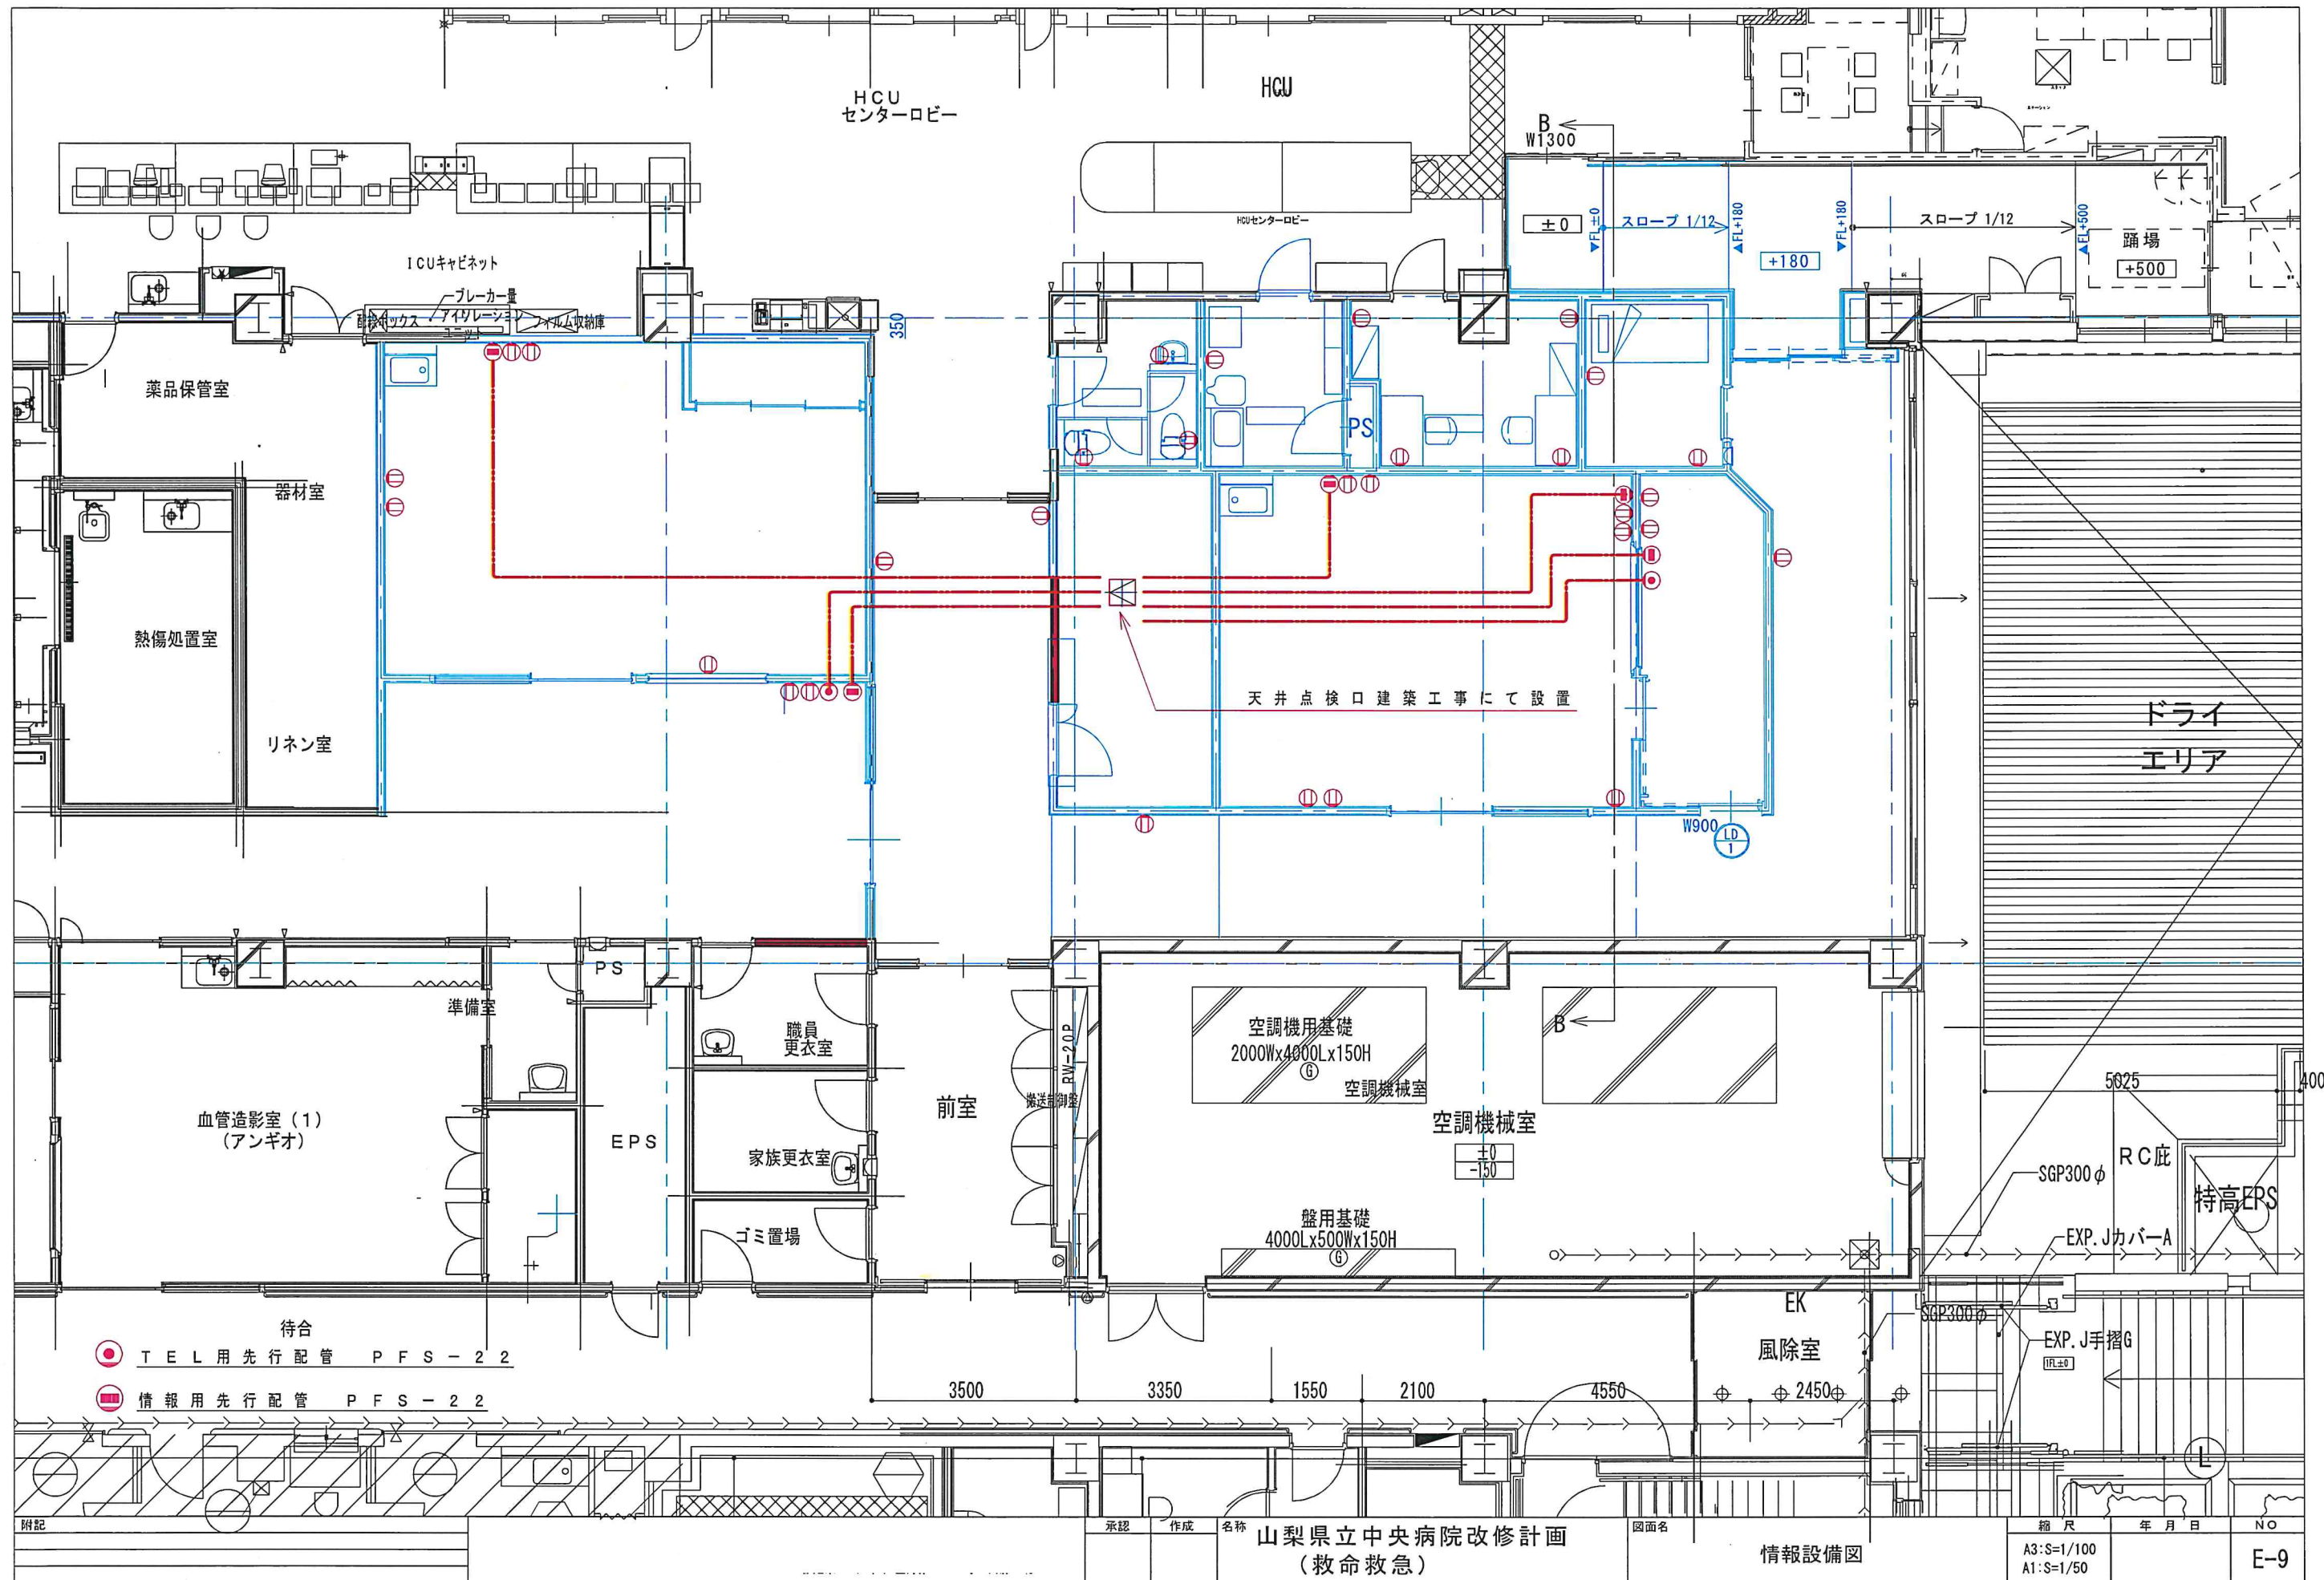 HCU
センターロビー
HCU
B
W1300
HCUセンターロビー
±0
▼FL±0
スロープ 1/12
▲FL+180
+180
▼FL+180
スロープ 1/12
▲FL+500
踊場
+500
ICUキャビネット
ブレーカー量
アイソレーション
ユニット
フィルム収納庫
350
薬品保管室
器材室
PS
熱傷処置室
リネン室
天井点検口建築工事にて設置
ドライ
エリア
W900
LD
1
PS
準備室
職員
更衣室
RW-20P
搬送制御盤
空調機用基礎
2000Wx4000Lx150H
G
空調機械室
B
前室
空調機械室
±0
-150
血管造影室(1)
(アンギオ)
EPS
家族更衣室
ゴミ置場
盤用基礎
4000Lx500Wx150H
G
5025
400
RC庇
SGP300φ
特高EPS
EXP.Jカバー A
EK
風除室
SGP300φ
EXP.J手摺G
1FL±0
待合
TEL用先行配管 PFS-22
情報用先行配管 PFS-22
3500
3350
1550
2100
4550
2450
L
附記
承認
作成
名称
山梨県立中央病院改修計画
(救命救急)
図面名
情報設備図
縮尺
A3:S=1/100
A1:S=1/50
年月日
NO
E-9